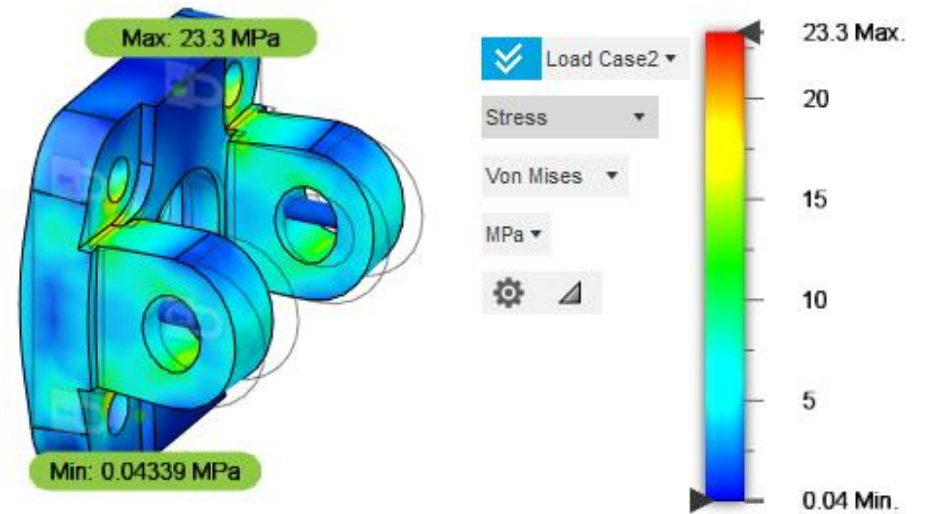 Max: 23.3 MPa
Min: 0.04339 MPa
Load Case2
Stress
Von Mises
MPa
23.3 Max.
20
15
10
5
0.04 Min.